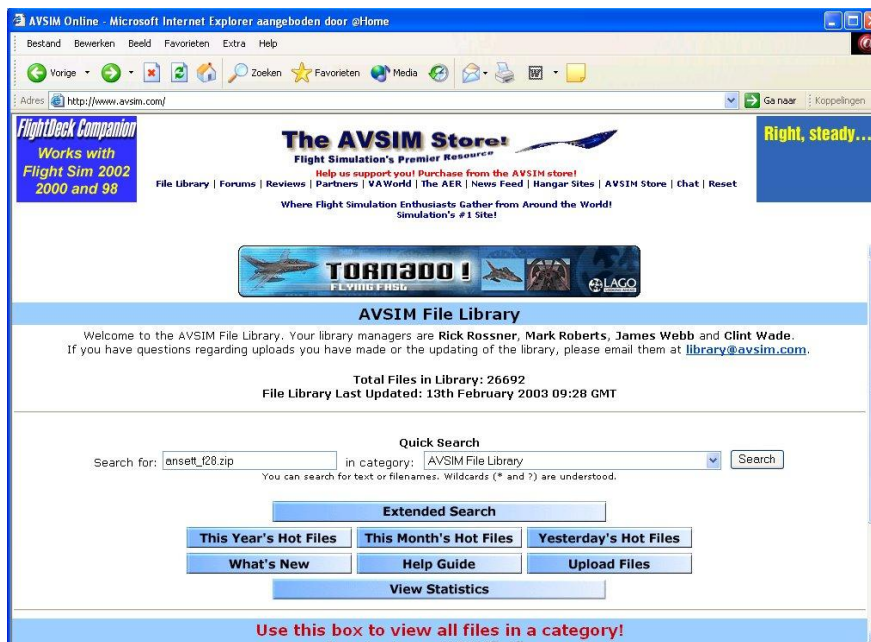 AVSIM Online - Microsoft Internet Explorer aangeboden door @Home
Bestand Bewerken Beeld Favorieten Extra Help
Vorige Zoeken Favorieten Media
Adres http://www.avsim.com/ Ga naar Koppelingen
FlightDeck Companion
Works with
Flight Sim 2002
2000 and 98
The AVSIM Store!
Flight Simulation's Premier Resource
Help us support you! Purchase from the AVSIM store!
File Library | Forums | Reviews | Partners | VAWorld | The AER | News Feed | Hangar Sites | AVSIM Store | Chat | Reset
Where Flight Simulation Enthusiasts Gather from Around the World!
Simulation's #1 Site!
Right, steady...
TORNADO !
FLYING FAST
LAGO
AVSIM File Library
Welcome to the AVSIM File Library. Your library managers are Rick Rossner, Mark Roberts, James Webb and Clint Wade.
If you have questions regarding uploads you have made or the updating of the library, please email them at library@avsim.com.
Total Files in Library: 26692
File Library Last Updated: 13th February 2003 09:28 GMT
Quick Search
Search for: ansett_f28.zip in category: AVSIM File Library Search
You can search for text or filenames. Wildcards (* and ?) are understood.
Extended Search
This Year's Hot Files This Month's Hot Files Yesterday's Hot Files
What's New Help Guide Upload Files
View Statistics
Use this box to view all files in a category!